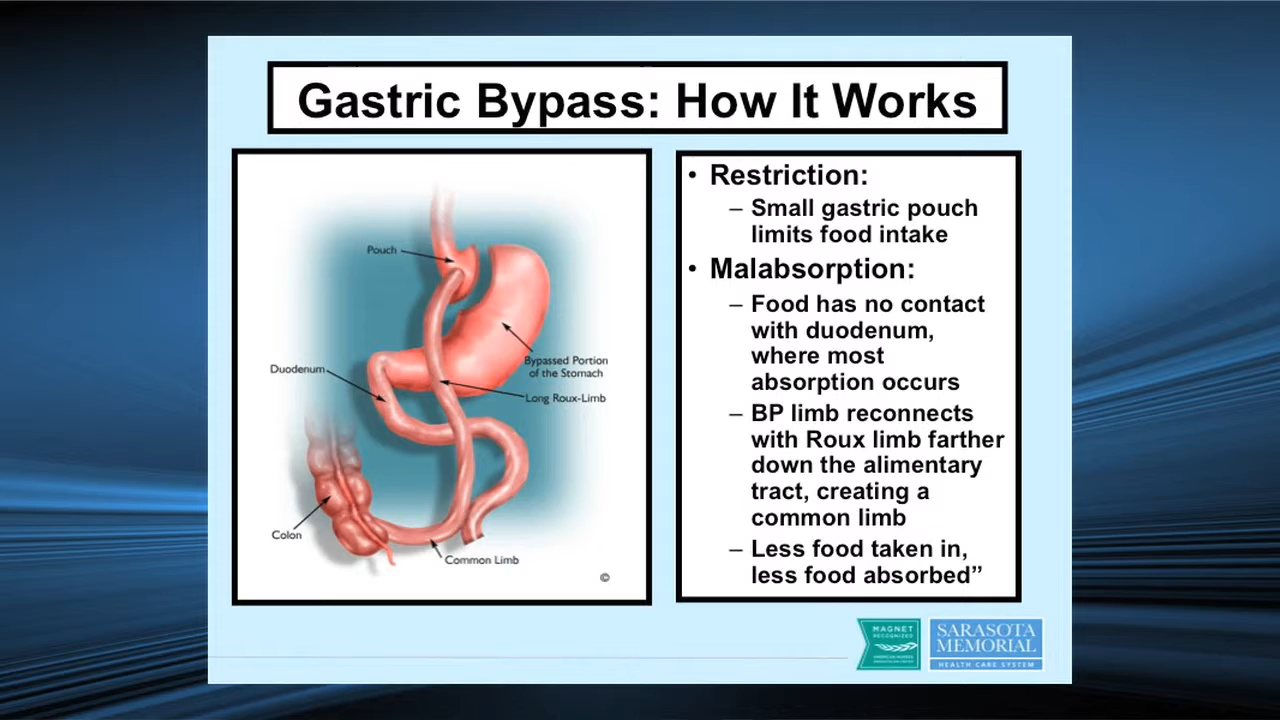 Gastric Bypass: How It Works
Pouch
Duodenum
Bypassed Portion
of the Stomach
Long Roux-Limb
Colon
Common Limb
©
• Restriction:
– Small gastric pouch
limits food intake
• Malabsorption:
– Food has no contact
with duodenum,
where most
absorption occurs
– BP limb reconnects
with Roux limb farther
down the alimentary
tract, creating a
common limb
– Less food taken in,
less food absorbed”
MAGNET
RECOGNIZED
SARASOTA
MEMORIAL
HEALTH CARE SYSTEM